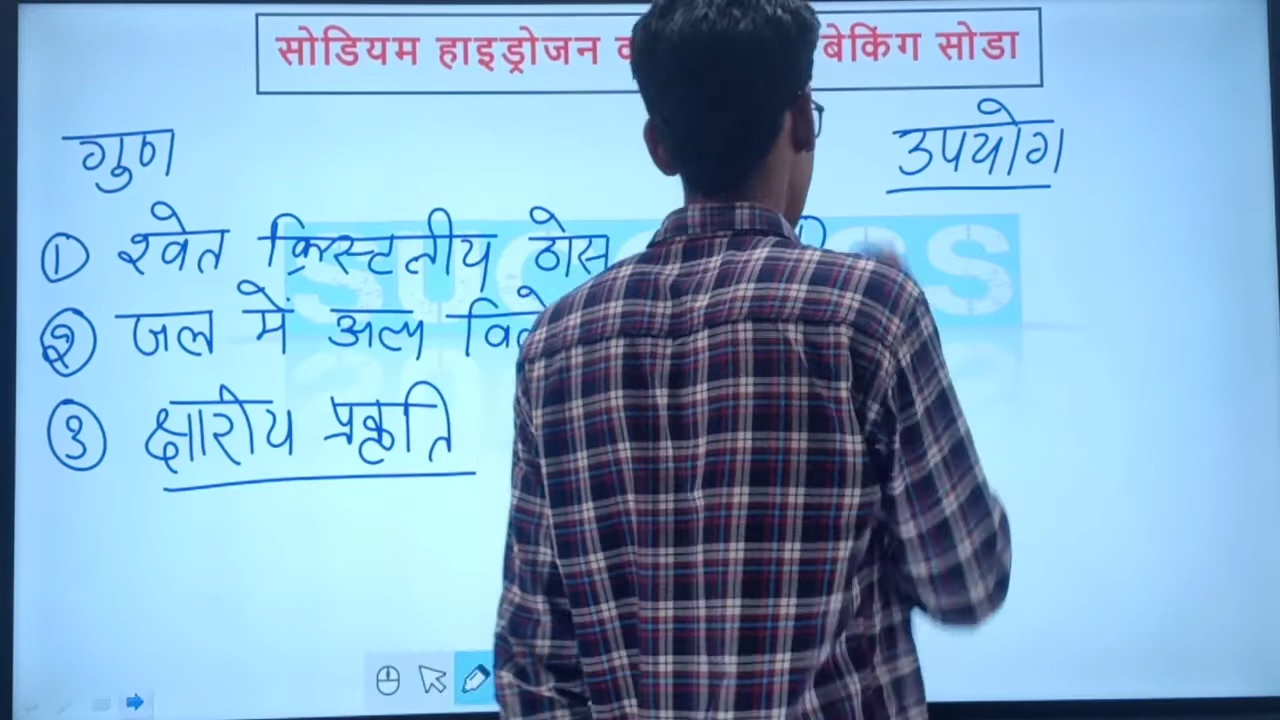 सोडियम हाइड्रोजन बेकिंग सोडा
गुण
उपयोग
① श्वेत क्रिस्टलीय ठोस
② जल में अल्प
③ क्षारीय प्रकृति